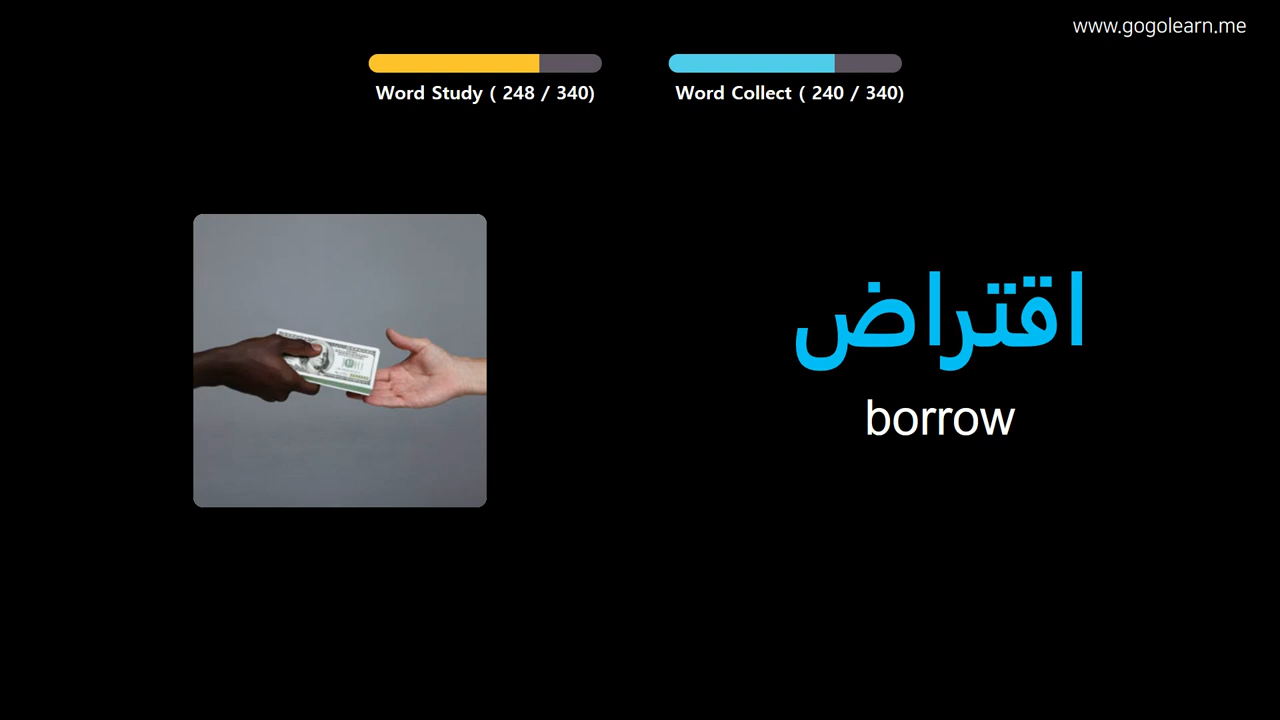 www.gogolearn.me
Word Study ( 248 / 340)
Word Collect ( 240 / 340)
اقتراض
borrow